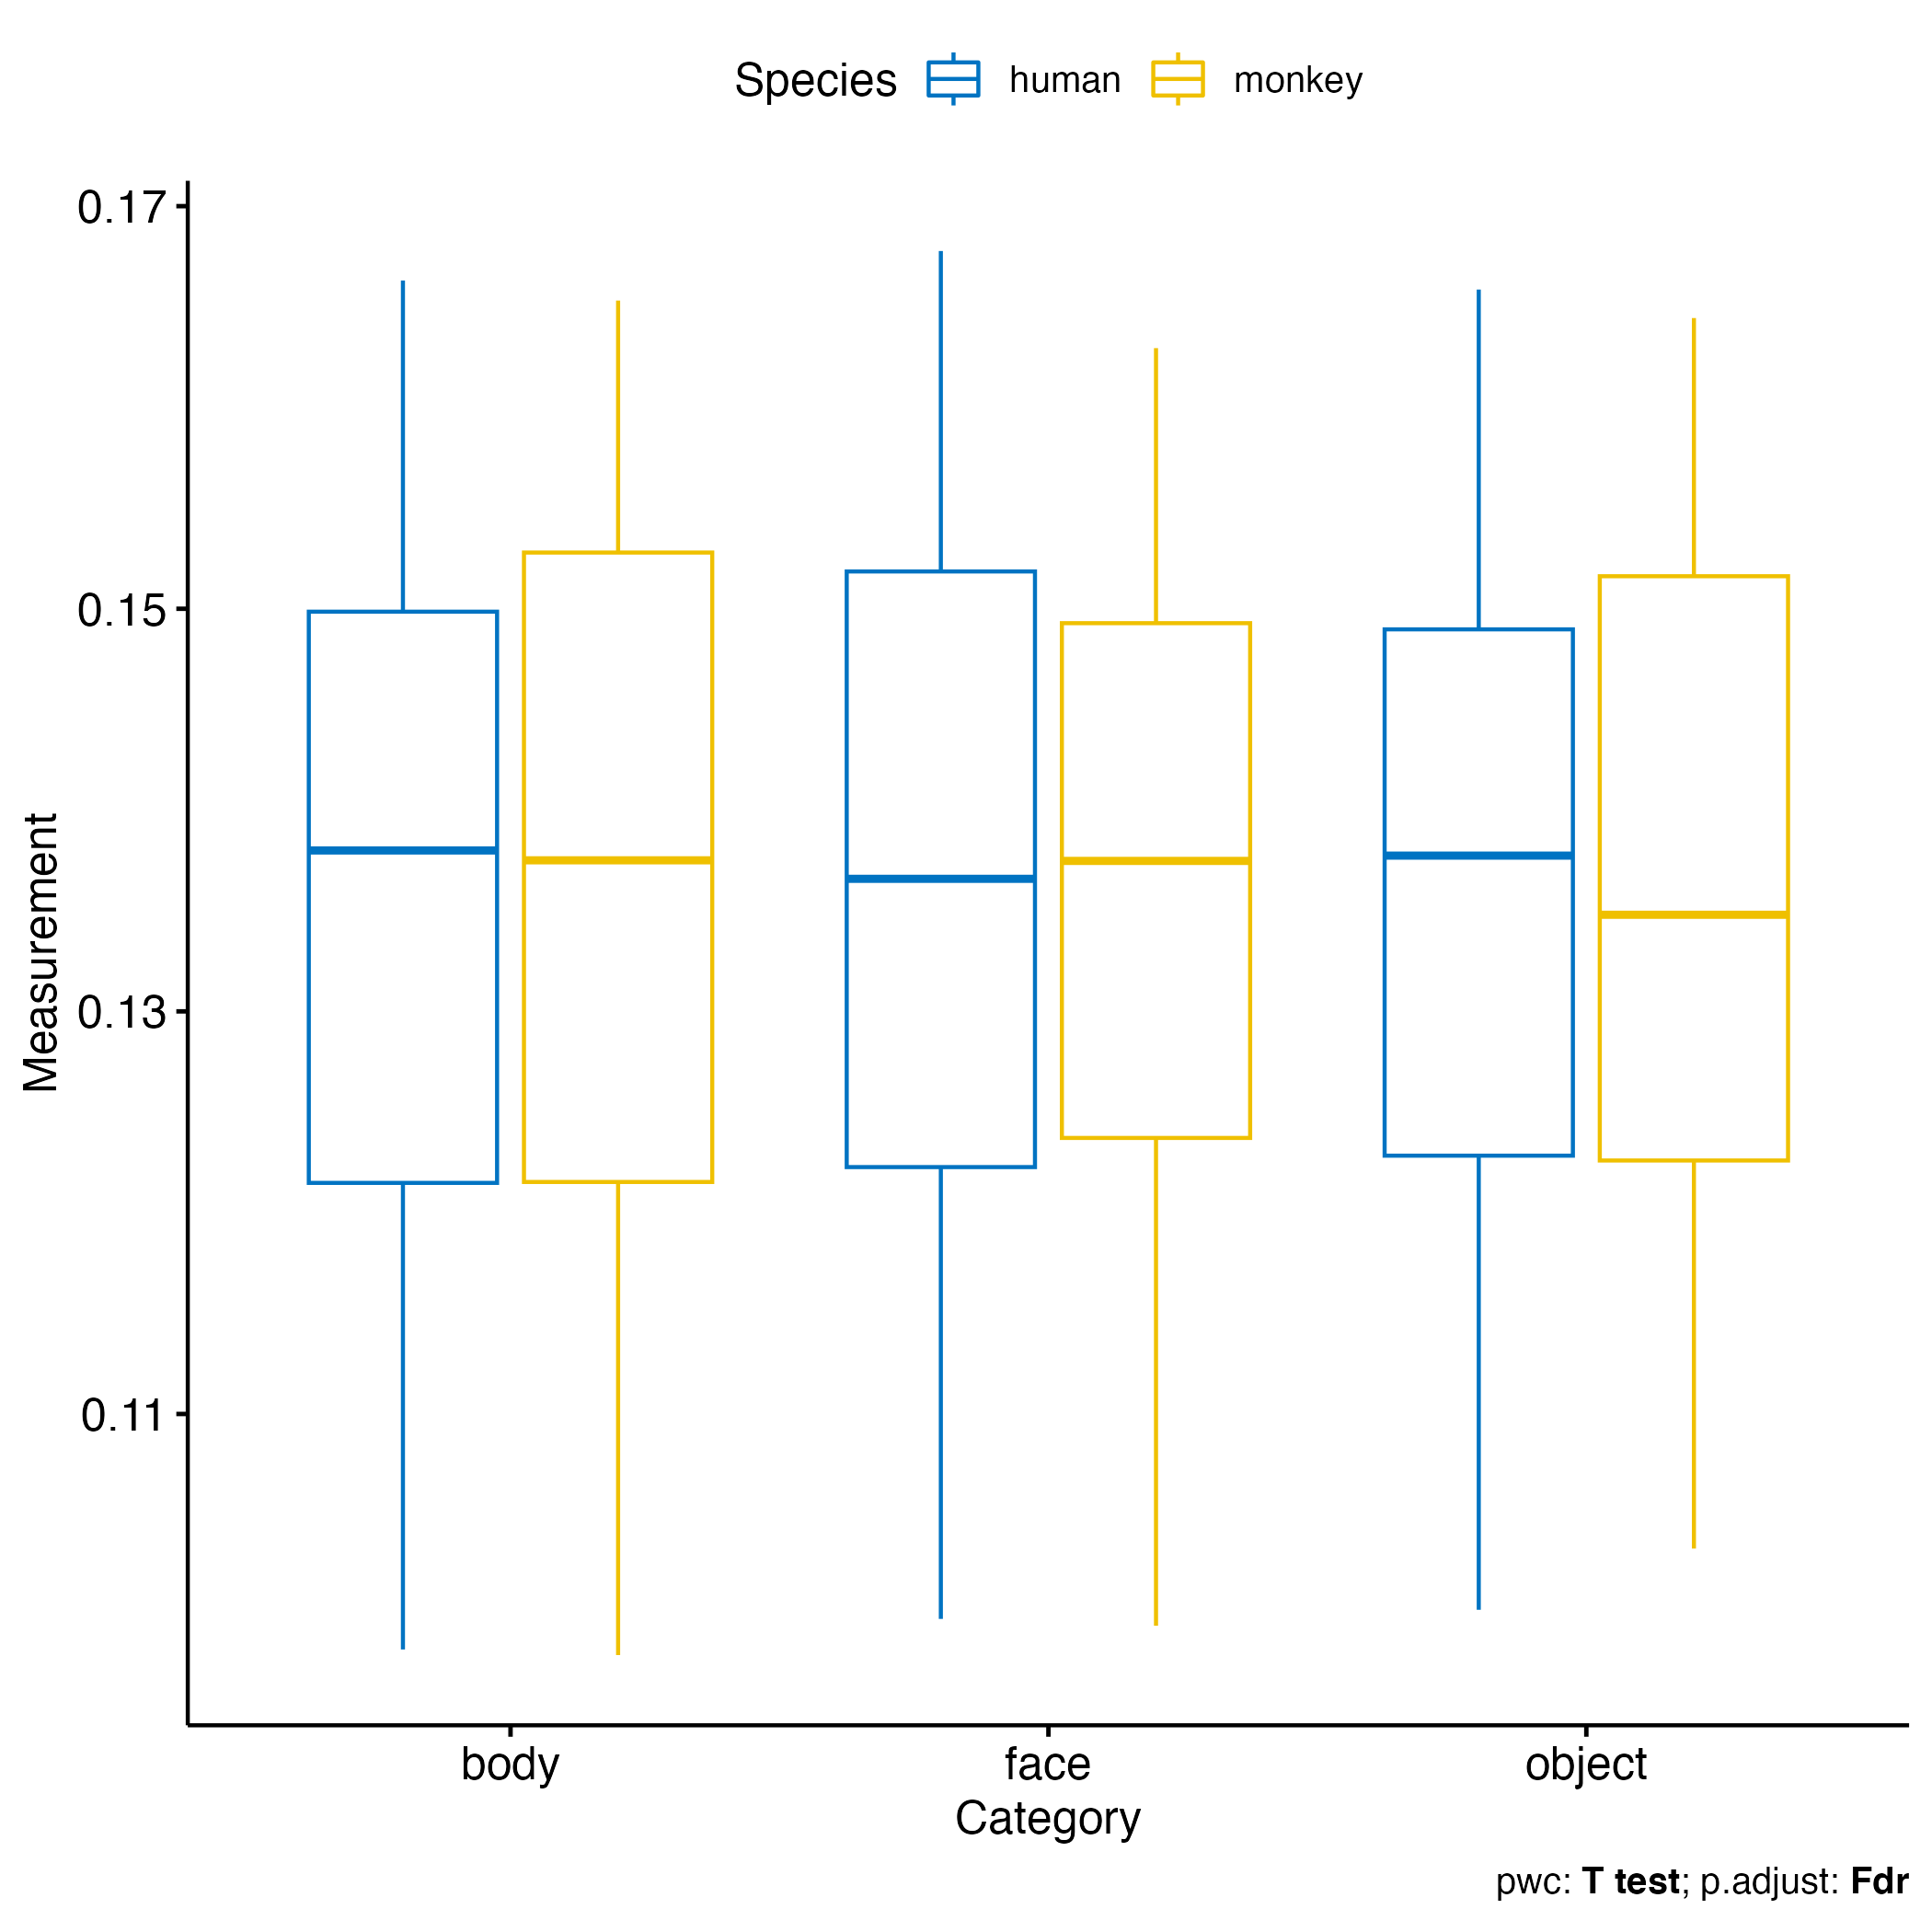 Species human monkey
0.17
0.15
0.13
0.11
Measurement
body face object
Category
pwc: T test; p.adjust: Fdr